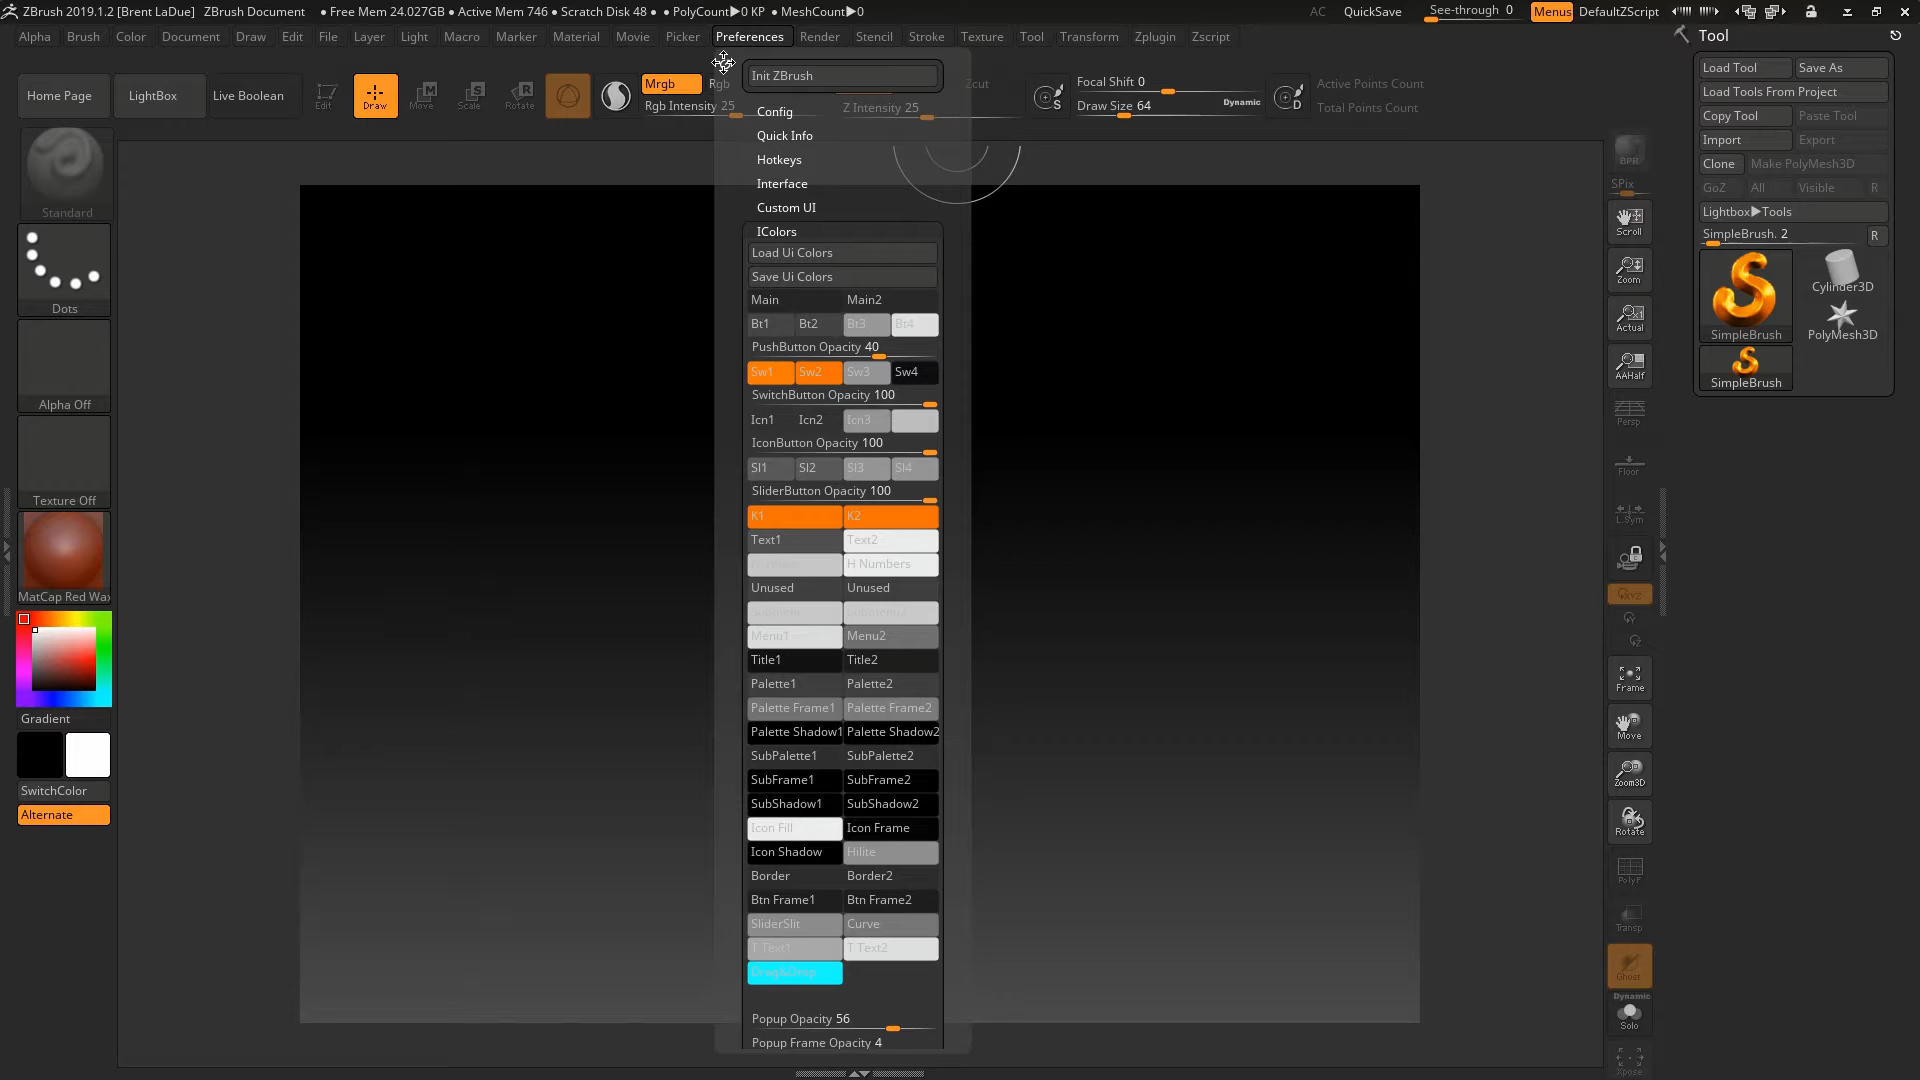 ZBrush 2019.1.2 [Brent LaDue] ZBrush Document • Free Mem 24.027GB • Active Mem 746 • Scratch Disk 48 • PolyCount▶0 KP • MeshCount▶0 AC QuickSave See-through 0 Menus DefaultZScript
Alpha Brush Color Document Draw Edit File Layer Light Macro Marker Material Movie Picker Preferences Render Stencil Stroke Texture Tool Transform Zplugin Zscript
Home Page LightBox Live Boolean Edit Draw Move Scale Rotate Mrgb Rgb Zcut Focal Shift 0 Active Points Count
Rgb Intensity 25 Z Intensity 25 Draw Size 64 Dynamic Total Points Count
S
D
Standard
Dots
Alpha Off
Texture Off
MatCap Red Wax
Gradient
SwitchColor
Alternate
Init ZBrush
Config
Quick Info
Hotkeys
Interface
Custom UI
IColors
Load Ui Colors
Save Ui Colors
Main Main2
Bt1 Bt2 Bt3 Bt4
PushButton Opacity 40
Sw1 Sw2 Sw3 Sw4
SwitchButton Opacity 100
Icn1 Icn2 Icn3
IconButton Opacity 100
Sl1 Sl2 Sl3 Sl4
SliderButton Opacity 100
K1 K2
Text1 Text2
H Numbers
Unused Unused
Menu1 Menu2
Title1 Title2
Palette1 Palette2
Palette Frame1 Palette Frame2
Palette Shadow1 Palette Shadow2
SubPalette1 SubPalette2
SubFrame1 SubFrame2
SubShadow1 SubShadow2
Icon Fill Icon Frame
Icon Shadow Hilite
Border Border2
Btn Frame1 Btn Frame2
SliderSlit Curve
T Text1 T Text2
Drag&Drop
Popup Opacity 56
Popup Frame Opacity 4
BPR
SPix
Scroll
Zoom
Actual
AAHalf
Persp
Floor
L.Sym
XYZ
Frame
Move
Zoom3D
Rotate
PolyF
Transp
Ghost
Dynamic
Solo
Xpose
Tool
Load Tool Save As
Load Tools From Project
Copy Tool Paste Tool
Import Export
Clone Make PolyMesh3D
GoZ All Visible R
Lightbox▶Tools
SimpleBrush. 2 R
Cylinder3D
SimpleBrush PolyMesh3D
SimpleBrush